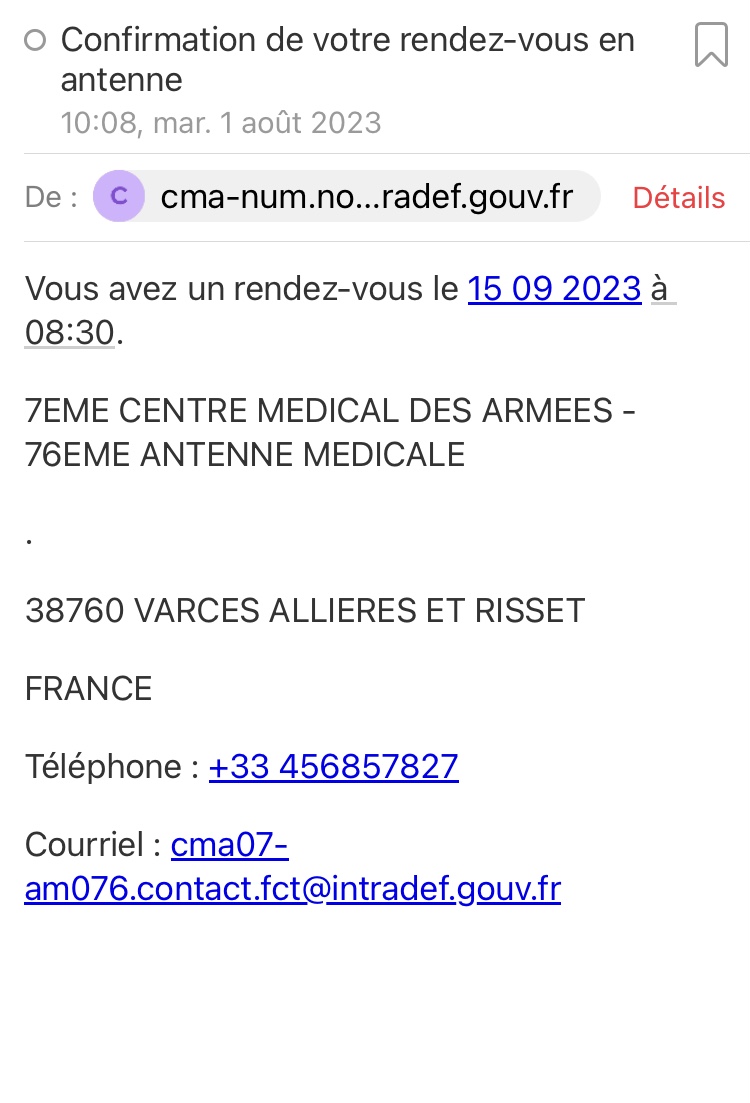 Confirmation de votre rendez-vous en
antenne
10:08, mar. 1 août 2023
De : C cma-num.no...radef.gouv.fr Détails
Vous avez un rendez-vous le 15 09 2023 à
08:30.
7EME CENTRE MEDICAL DES ARMEES -
76EME ANTENNE MEDICALE
.
38760 VARCES ALLIERES ET RISSET
FRANCE
Téléphone : +33 456857827
Courriel : cma07-
am076.contact.fct@intradef.gouv.fr